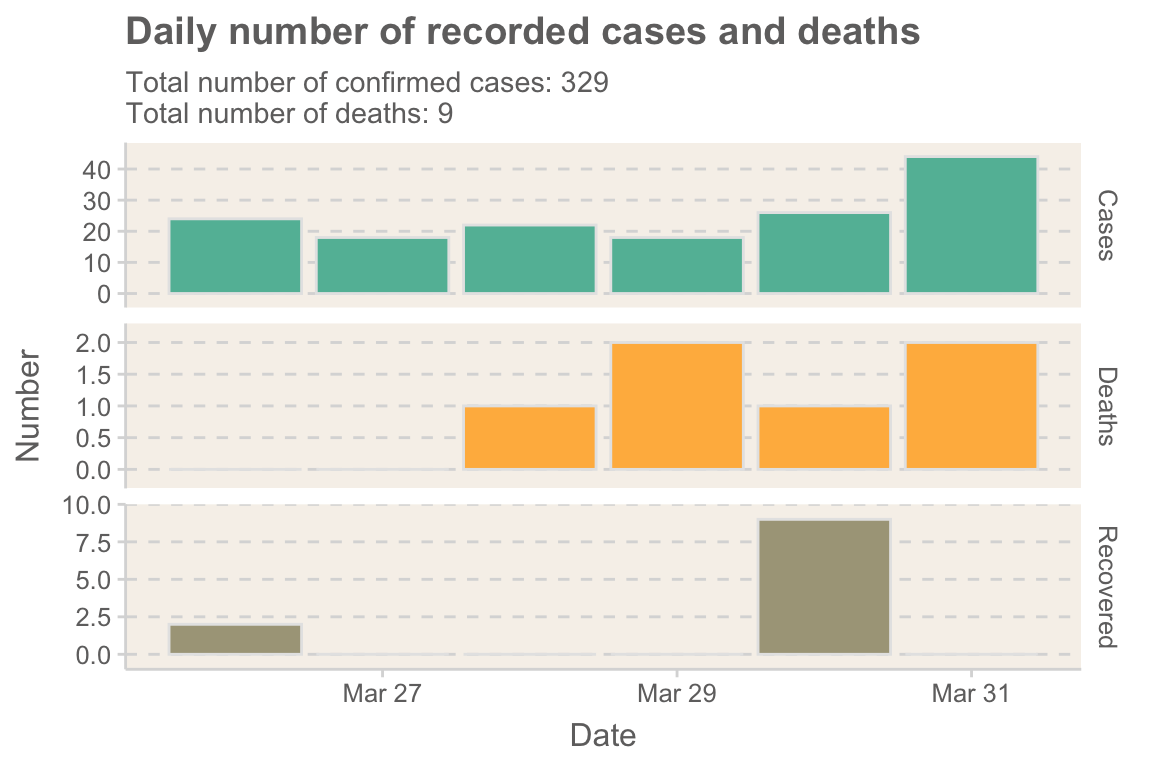 Daily number of recorded cases and deaths
Total number of confirmed cases: 329
Total number of deaths: 9
40
30
20
10
0
Cases
2.0
1.5
1.0
0.5
0.0
Deaths
10.0
7.5
5.0
2.5
0.0
Recovered
Number
Mar 27 Mar 29 Mar 31
Date